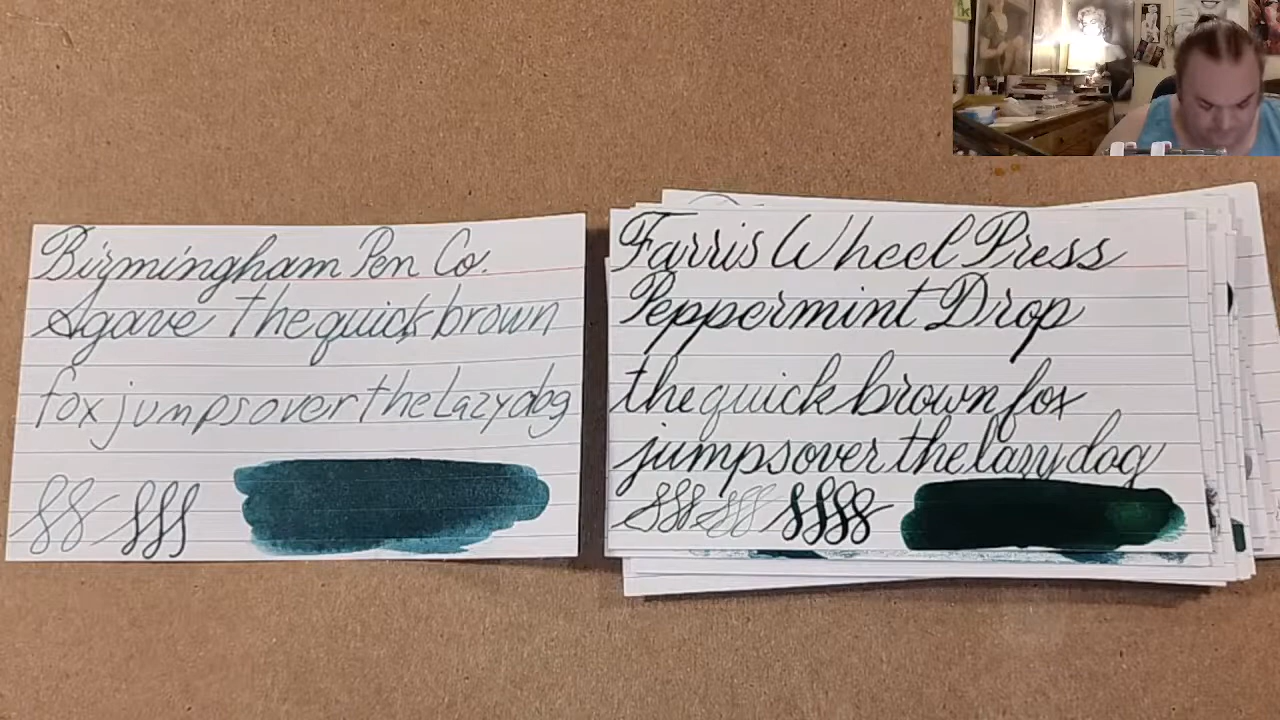 Birmingham Pen Co.
Agave the quick brown
fox jumps over the lazy dog
Farris Wheel Press
Peppermint Drop
the quick brown fox
jumps over the lazy dog